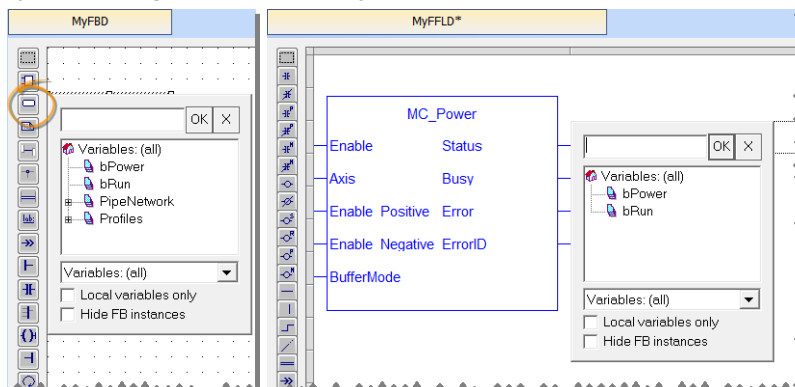 MyFBD
OK X
Variables: (all)
bPower
bRun
PipeNetwork
Profiles
Variables: (all)
Local variables only
Hide FB instances
MyFFLD*
MC_Power
Enable Status
Axis Busy
Enable Positive Error
Enable Negative ErrorID
BufferMode
OK X
Variables: (all)
bPower
bRun
Variables: (all)
Local variables only
Hide FB instances